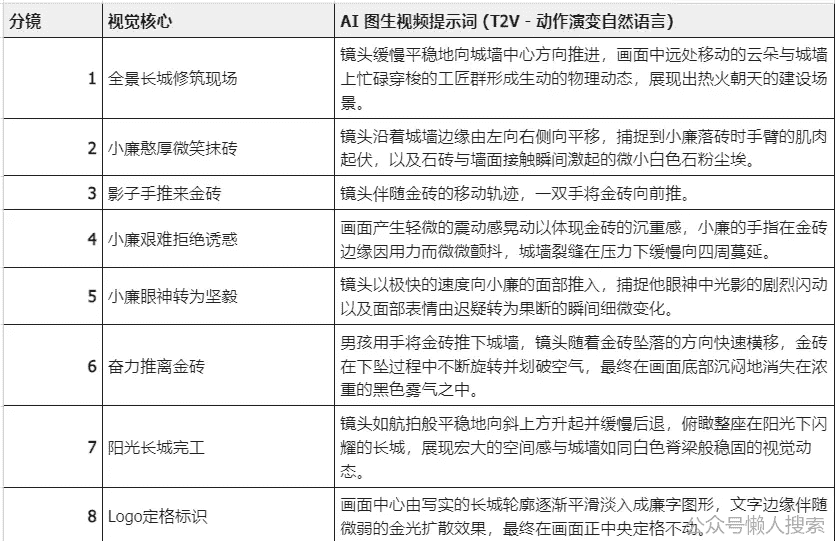 分镜 视觉核心 AI 图生视频提示词 (T2V - 动作演变自然语言)
1 全景长城修筑现场 镜头缓慢平稳地向城墙中心方向推进，画面中远处移动的云朵与城墙
上忙碌穿梭的工匠群形成生动的物理动态，展现出热火朝天的建设场
景。
2 小廉憨厚微笑抹砖 镜头沿着城墙边缘由左向右侧向平移，捕捉到小廉落砖时手臂的肌肉
起伏，以及石砖与墙面接触瞬间激起的微小白色石粉尘埃。
3 影子手推来金砖 镜头伴随金砖的移动轨迹，一双手将金砖向前推。
4 小廉艰难拒绝诱惑 画面产生轻微的震动感晃动以体现金砖的沉重感，小廉的手指在金砖
边缘因用力而微微颤抖，城墙裂缝在压力下缓慢向四周蔓延。
5 小廉眼神转为坚毅 镜头以极快的速度向小廉的面部推入，捕捉他眼神中光影的剧烈闪动
以及面部表情由迟疑转为果断的瞬间细微变化。
6 奋力推离金砖 男孩用手将金砖推下城墙，镜头随着金砖坠落的方向快速横移，金砖
在下坠过程中不断旋转并划破空气，最终在画面底部沉闷地消失在浓
重的黑色雾气之中。
7 阳光长城完工 镜头如航拍般平稳地向斜上方升起并缓慢后退，俯瞰整座在阳光下闪
耀的长城，展现宏大的空间感与城墙如同白色脊梁般稳固的视觉动
态。
8 Logo定格标识 画面中心由写实的长城轮廓逐渐平滑淡入成廉字图形，文字边缘伴随
微弱的金光扩散效果，最终在画面正中央定格不动。
公众号懒人搜索